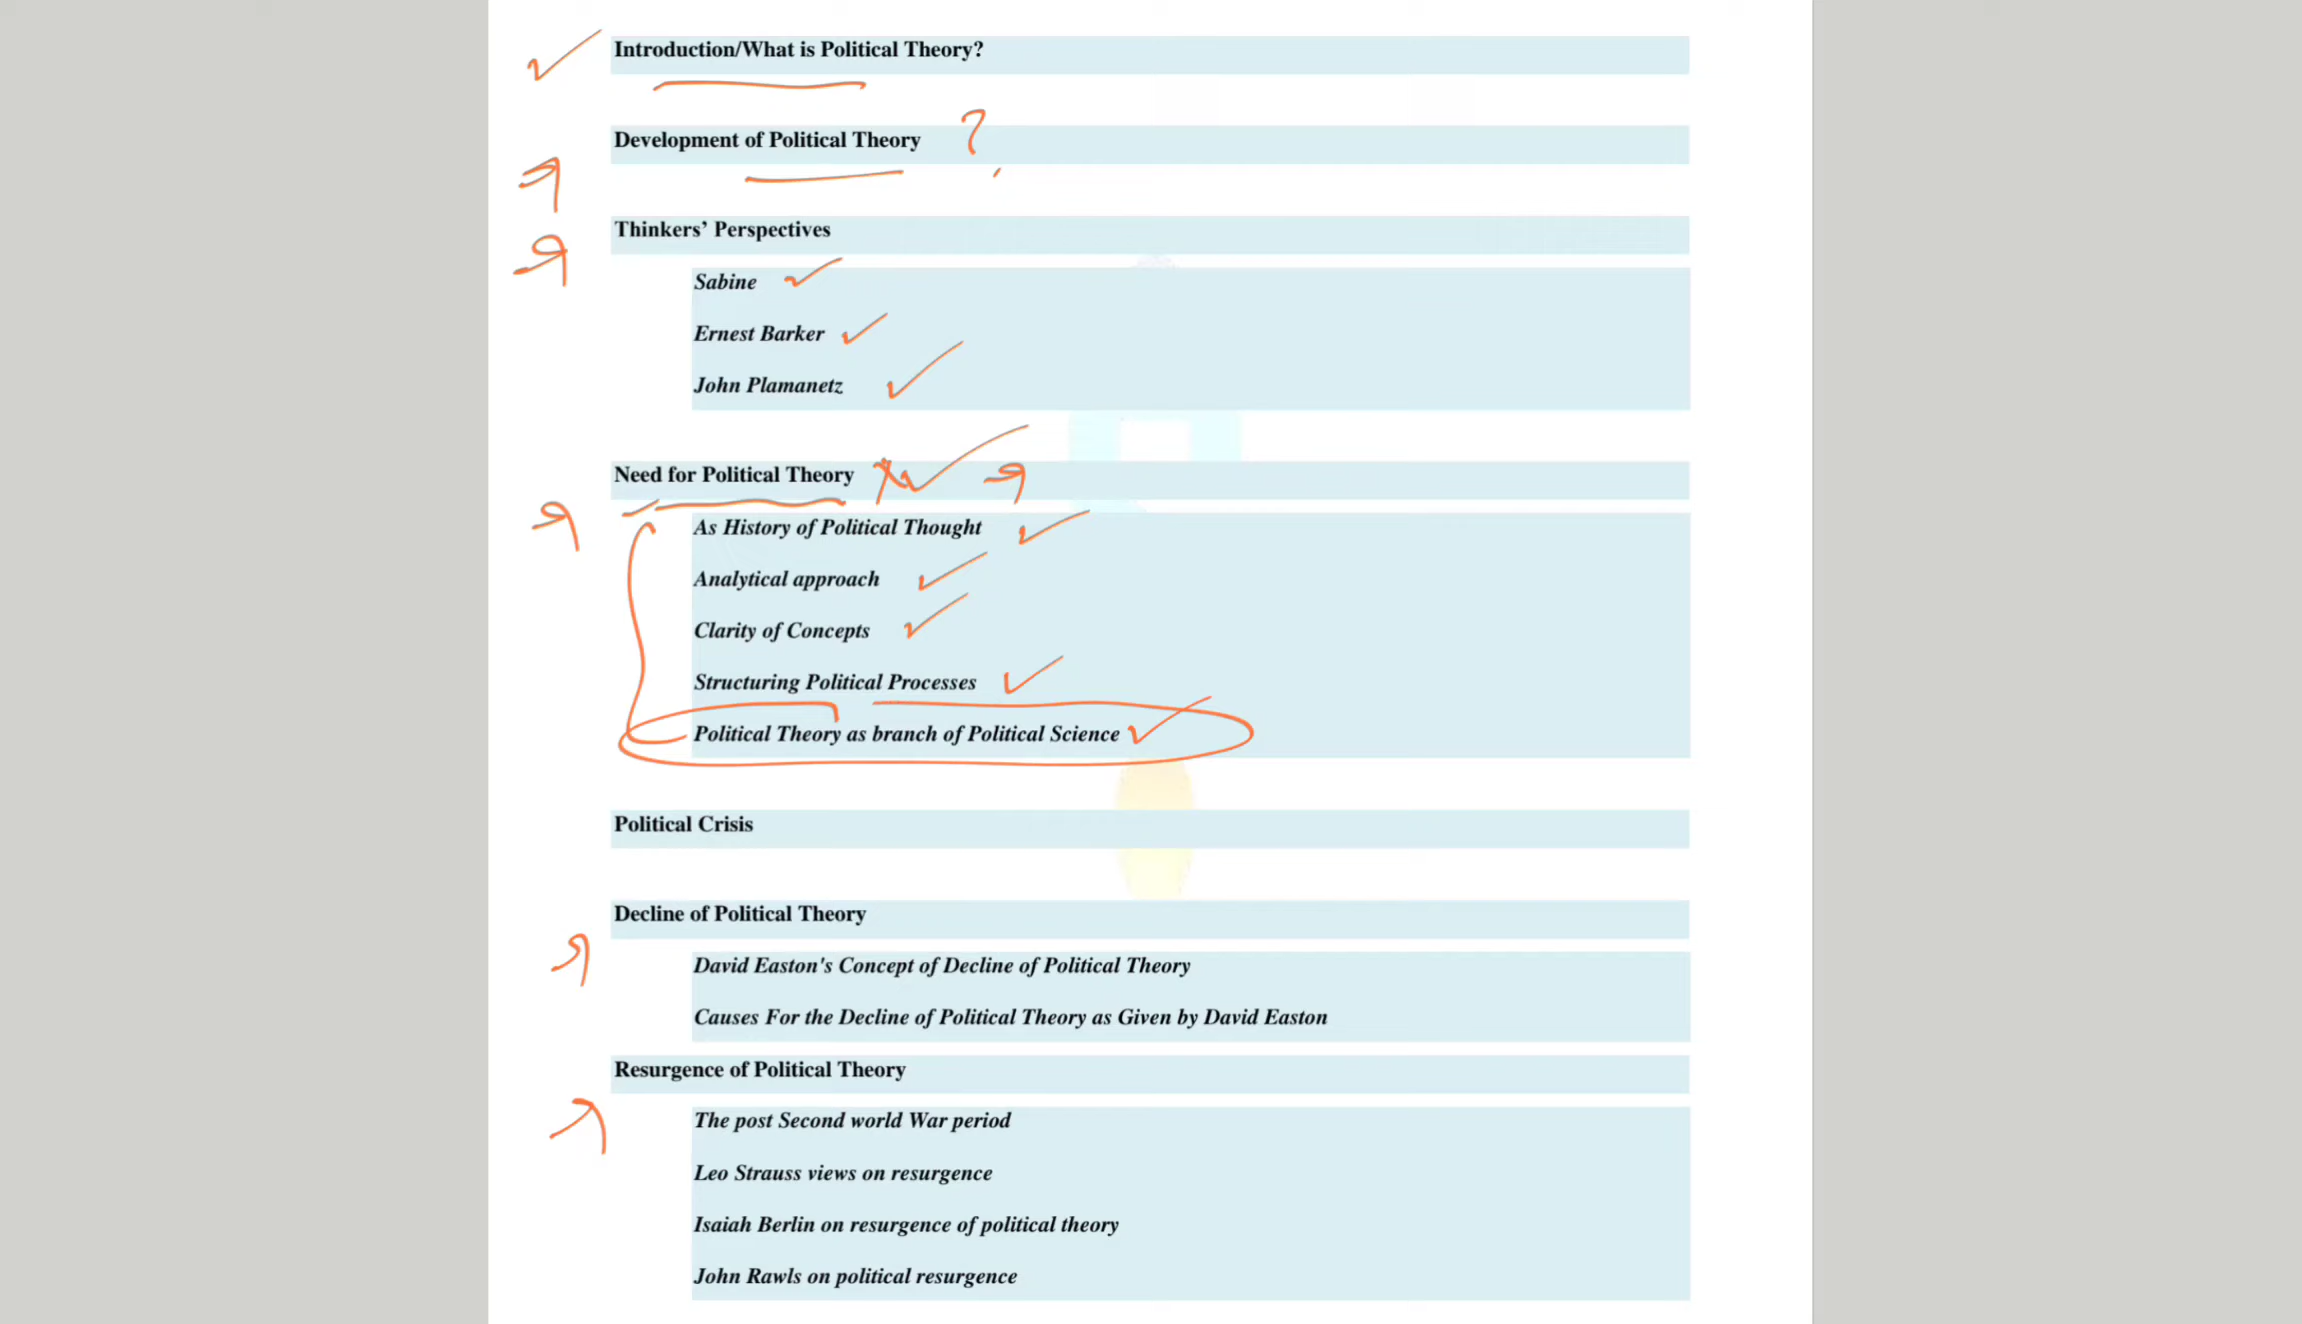 Introduction/What is Political Theory?
Development of Political Theory ?
Thinkers’ Perspectives
Sabine
Ernest Barker
John Plamanetz
Need for Political Theory
As History of Political Thought
Analytical approach
Clarity of Concepts
Structuring Political Processes
Political Theory as branch of Political Science
Political Crisis
Decline of Political Theory
David Easton's Concept of Decline of Political Theory
Causes For the Decline of Political Theory as Given by David Easton
Resurgence of Political Theory
The post Second world War period
Leo Strauss views on resurgence
Isaiah Berlin on resurgence of political theory
John Rawls on political resurgence